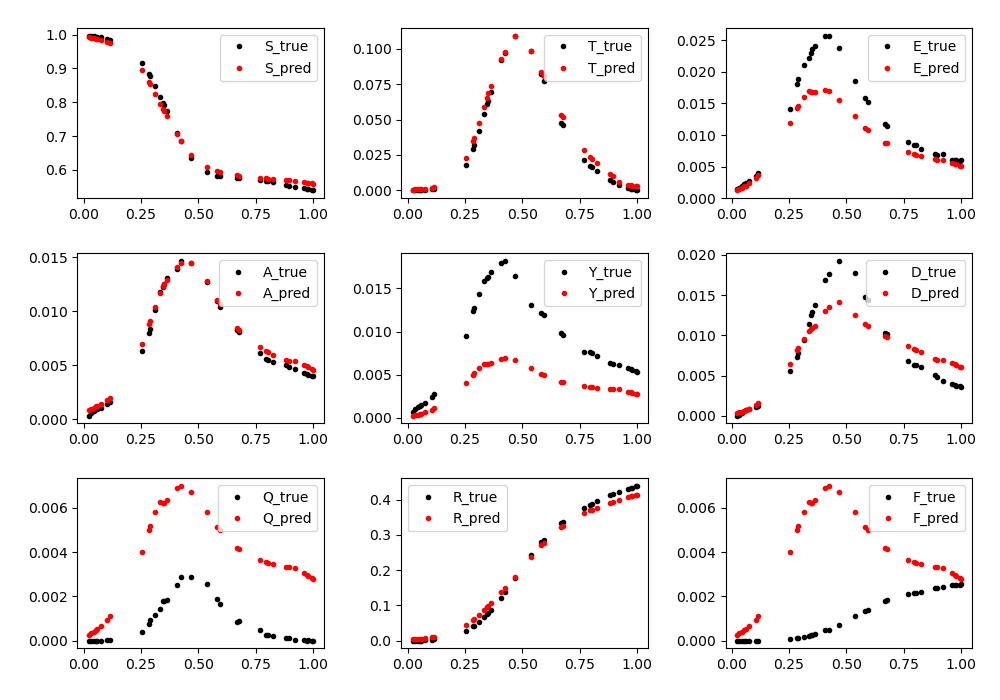 1.0
0.9
0.8
0.7
0.6
0.00 0.25 0.50 0.75 1.00
S_true
S_pred
0.100
0.075
0.050
0.025
0.000
0.00 0.25 0.50 0.75 1.00
T_true
T_pred
0.025
0.020
0.015
0.010
0.005
0.000
0.00 0.25 0.50 0.75 1.00
E_true
E_pred
0.015
0.010
0.005
0.000
0.00 0.25 0.50 0.75 1.00
A_true
A_pred
0.015
0.010
0.005
0.000
0.00 0.25 0.50 0.75 1.00
Y_true
Y_pred
0.020
0.015
0.010
0.005
0.000
0.00 0.25 0.50 0.75 1.00
D_true
D_pred
0.006
0.004
0.002
0.000
0.00 0.25 0.50 0.75 1.00
Q_true
Q_pred
0.4
0.3
0.2
0.1
0.0
0.00 0.25 0.50 0.75 1.00
R_true
R_pred
0.006
0.004
0.002
0.000
0.00 0.25 0.50 0.75 1.00
F_true
F_pred